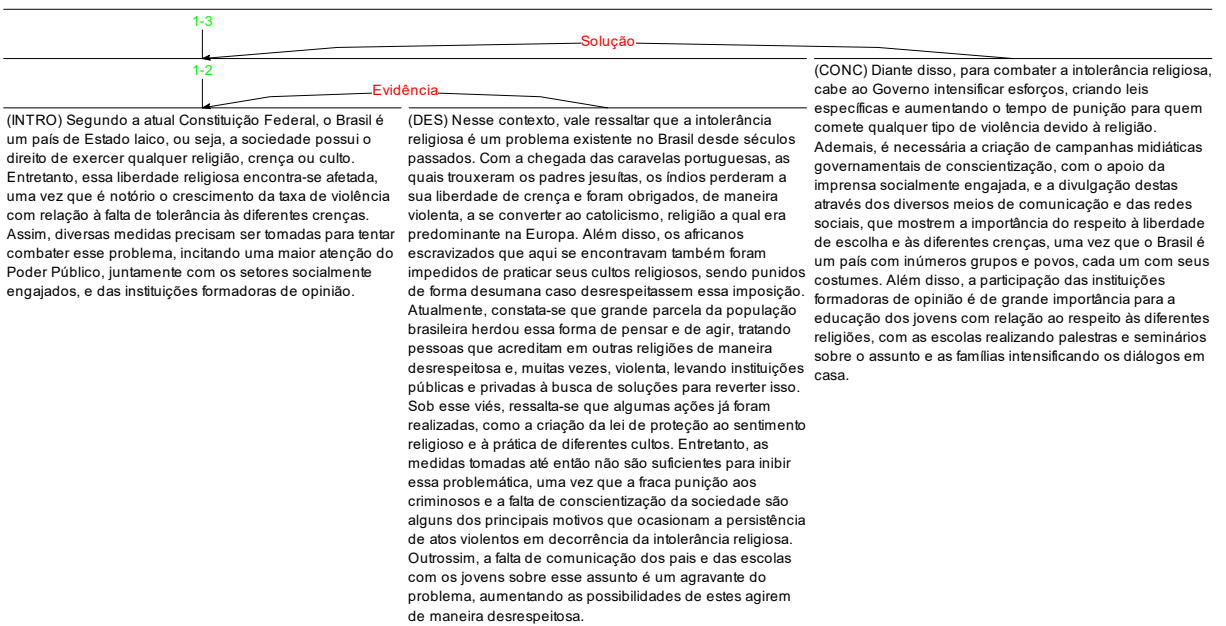 1-3
Solução
1-2
Evidência
(INTRO) Segundo a atual Constituição Federal, o Brasil é
um país de Estado laico, ou seja, a sociedade possui o
direito de exercer qualquer religião, crença ou culto.
Entretanto, essa liberdade religiosa encontra-se afetada,
uma vez que é notório o crescimento da taxa de violência
com relação à falta de tolerância às diferentes crenças.
Assim, diversas medidas precisam ser tomadas para tentar
combater esse problema, incitando uma maior atenção do
Poder Público, juntamente com os setores socialmente
engajados, e das instituições formadoras de opinião.
(DES) Nesse contexto, vale ressaltar que a intolerância
religiosa é um problema existente no Brasil desde séculos
passados. Com a chegada das caravelas portuguesas, as
quais trouxeram os padres jesuítas, os índios perderam a
sua liberdade de crença e foram obrigados, de maneira
violenta, a se converter ao catolicismo, religião a qual era
predominante na Europa. Além disso, os africanos
escravizados que aqui se encontravam também foram
impedidos de praticar seus cultos religiosos, sendo punidos
de forma desumana caso desrespeitassem essa imposição.
Atualmente, constata-se que grande parcela da população
brasileira herdou essa forma de pensar e de agir, tratando
pessoas que acreditam em outras religiões de maneira
desrespeitosa e, muitas vezes, violenta, levando instituições
públicas e privadas à busca de soluções para reverter isso.
Sob esse viés, ressalta-se que algumas ações já foram
realizadas, como a criação da lei de proteção ao sentimento
religioso e à prática de diferentes cultos. Entretanto, as
medidas tomadas até então não são suficientes para inibir
essa problemática, uma vez que a fraca punição aos
criminosos e a falta de conscientização da sociedade são
alguns dos principais motivos que ocasionam a persistência
de atos violentos em decorrência da intolerância religiosa.
Outrossim, a falta de comunicação dos pais e das escolas
com os jovens sobre esse assunto é um agravante do
problema, aumentando as possibilidades de estes agirem
de maneira desrespeitosa.
(CONC) Diante disso, para combater a intolerância religiosa,
cabe ao Governo intensificar esforços, criando leis
específicas e aumentando o tempo de punição para quem
comete qualquer tipo de violência devido à religião.
Ademais, é necessária a criação de campanhas midiáticas
governamentais de conscientização, com o apoio da
imprensa socialmente engajada, e a divulgação destas
através dos diversos meios de comunicação e das redes
sociais, que mostrem a importância do respeito à liberdade
de escolha e às diferentes crenças, uma vez que o Brasil é
um país com inúmeros grupos e povos, cada um com seus
costumes. Além disso, a participação das instituições
formadoras de opinião é de grande importância para a
educação dos jovens com relação ao respeito às diferentes
religiões, com as escolas realizando palestras e seminários
sobre o assunto e as famílias intensificando os diálogos em
casa.